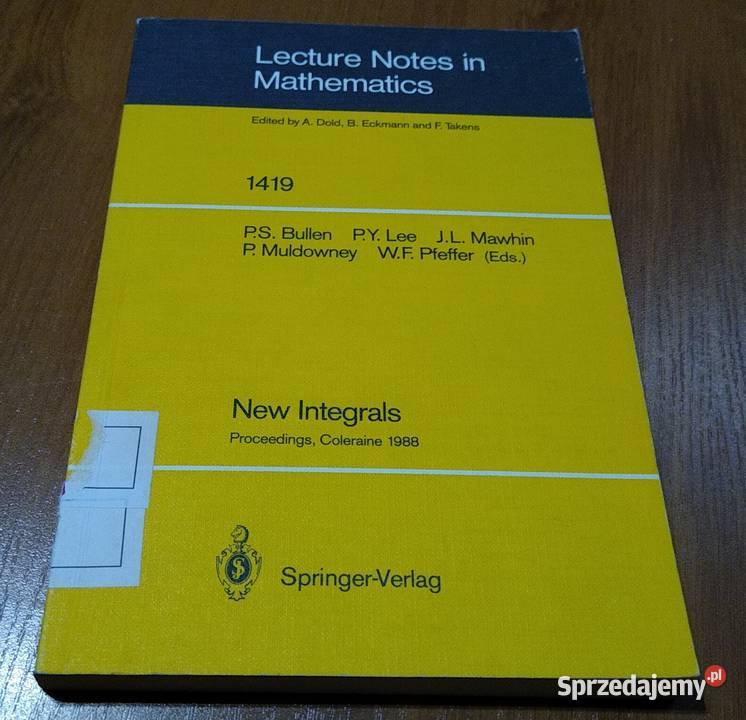 Lecture Notes in
Mathematics
Edited by A. Dold, B. Eckmann and F. Takens
1419
P.S. Bullen P.Y. Lee J.L. Mawhin
P. Muldowney W.F. Pfeffer (Eds.)
New Integrals
Proceedings, Coleraine 1988
Springer-Verlag
Sprzedajemy.pl